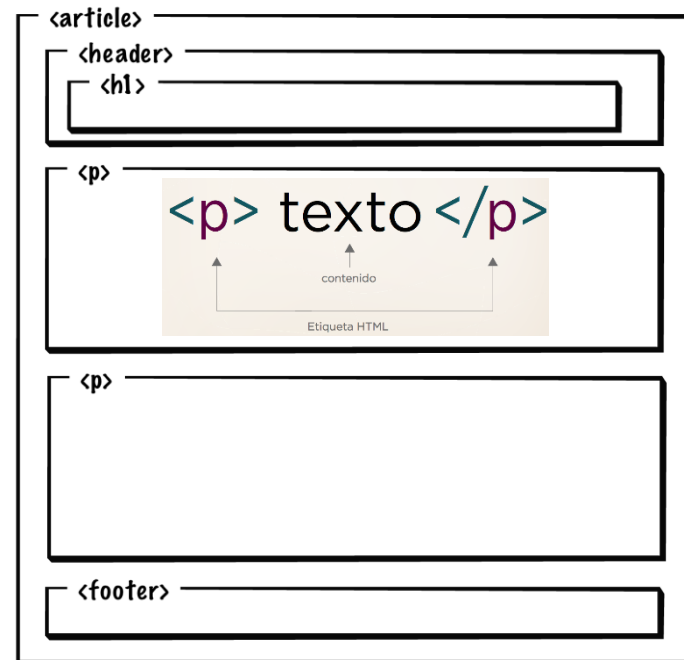 <article>
<header>
<h1>
<p>
<p> texto </p>
contenido
Etiqueta HTML
<p>
<footer>